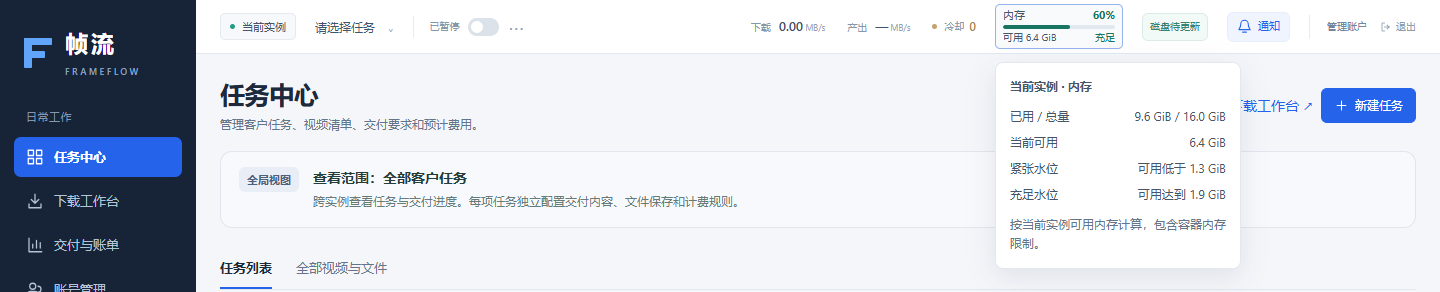 帧流
FRAMEFLOW
日常工作
任务中心
下载工作台
交付与账单
账号管理
当前实例
请选择任务
已暂停
下载 0.00 MB/s
产出 — MB/s
冷却 0
内存 60%
可用 6.4 GiB 充足
磁盘待更新
通知
管理账户
退出
任务中心
管理客户任务、视频清单、交付要求和预计费用。
下载工作台 ↗
+ 新建任务
全局视图
查看范围：全部客户任务
跨实例查看任务与交付进度。每项任务独立配置交付内容、文件保存和计费规则。
当前实例 · 内存
已用 / 总量 9.6 GiB / 16.0 GiB
当前可用 6.4 GiB
紧张水位 可用低于 1.3 GiB
充足水位 可用达到 1.9 GiB
按当前实例可用内存计算，包含容器内存
限制。
任务列表
全部视频与文件